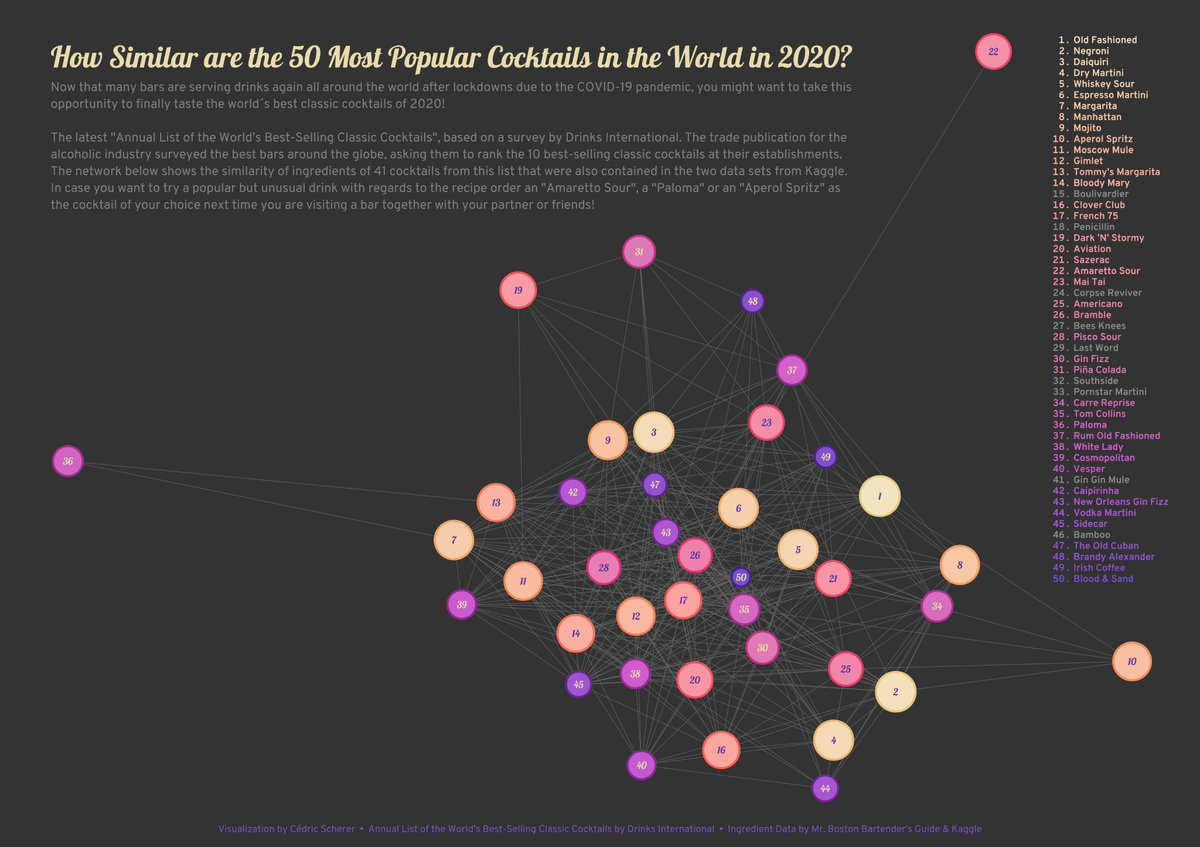 How Similar are the 50 Most Popular Cocktails in the World in 2020?
Now that many bars are serving drinks again all around the world after lockdowns due to the COVID-19 pandemic, you might want to take this
opportunity to finally taste the world´s best classic cocktails of 2020!
The latest "Annual List of the World's Best-Selling Classic Cocktails", based on a survey by Drinks International. The trade publication for the
alcoholic industry surveyed the best bars around the globe, asking them to rank the 10 best-selling classic cocktails at their establishments.
The network below shows the similarity of ingredients of 41 cocktails from this list that were also contained in the two data sets from Kaggle.
In case you want to try a popular but unusual drink with regards to the recipe order an "Amaretto Sour", a "Paloma" or an "Aperol Spritz" as
the cocktail of your choice next time you are visiting a bar together with your partner or friends!
22
31
19
48
37
23
3
9
49
36
47
42
1
13
6
43
7
5
26
8
28
50
21
11
17
39
34
35
12
14
30
10
25
38
20
45
2
4
16
40
44
1. Old Fashioned
2. Negroni
3. Daiquiri
4. Dry Martini
5. Whiskey Sour
6. Espresso Martini
7. Margarita
8. Manhattan
9. Mojito
10. Aperol Spritz
11. Moscow Mule
12. Gimlet
13. Tommy's Margarita
14. Bloody Mary
15. Boulivardier
16. Clover Club
17. French 75
18. Penicillin
19. Dark 'N' Stormy
20. Aviation
21. Sazerac
22. Amaretto Sour
23. Mai Tai
24. Corpse Reviver
25. Americano
26. Bramble
27. Bees Knees
28. Pisco Sour
29. Last Word
30. Gin Fizz
31. Piña Colada
32. Southside
33. Pornstar Martini
34. Carre Reprise
35. Tom Collins
36. Paloma
37. Rum Old Fashioned
38. White Lady
39. Cosmopolitan
40. Vesper
41. Gin Gin Mule
42. Caipirinha
43. New Orleans Gin Fizz
44. Vodka Martini
45. Sidecar
46. Bamboo
47. The Old Cuban
48. Brandy Alexander
49. Irish Coffee
50. Blood & Sand
Visualization by Cédric Scherer • Annual List of the World's Best-Selling Classic Cocktails by Drinks International • Ingredient Data by Mr. Boston Bartender's Guide & Kaggle